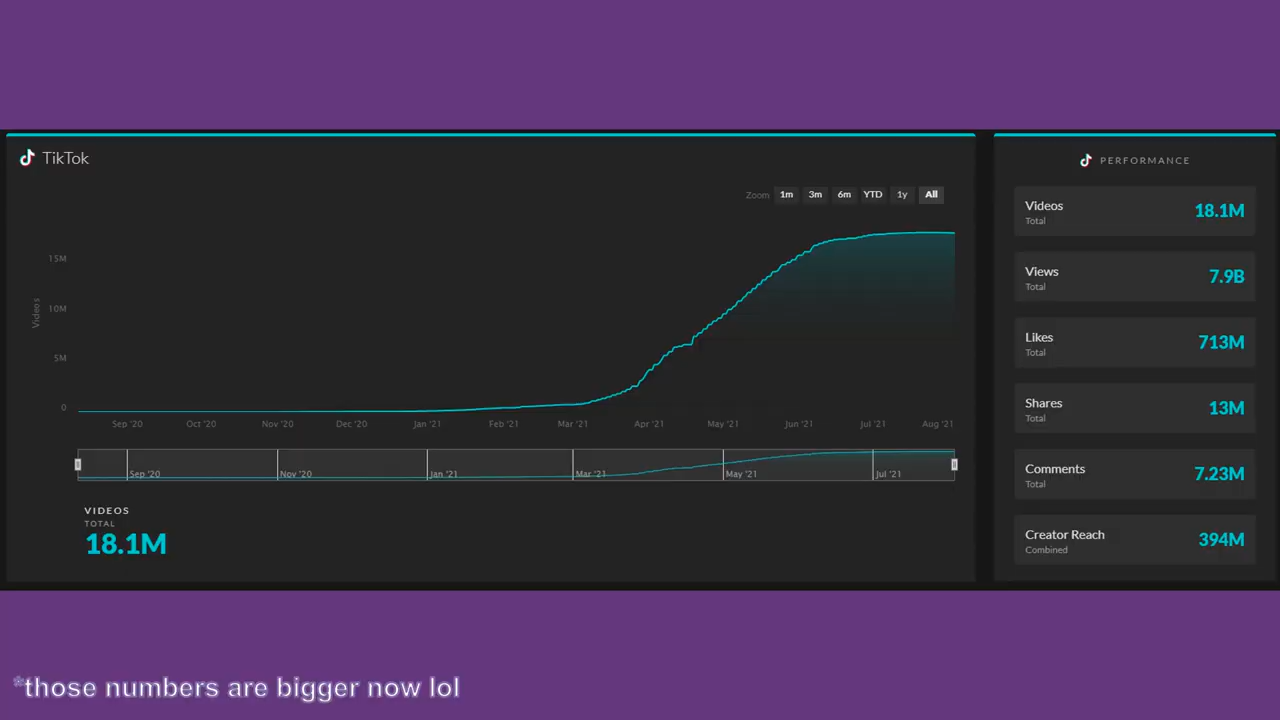 TikTok
Zoom 1m 3m 6m YTD 1y All
Videos
15M
10M
5M
0
Sep '20 Oct '20 Nov '20 Dec '20 Jan '21 Feb '21 Mar '21 Apr '21 May '21 Jun '21 Jul '21 Aug '21
Sep '20 Nov '20 Jan '21 Mar '21 May '21 Jul '21
VIDEOS
TOTAL
18.1M
PERFORMANCE
Videos 18.1M
Total
Views 7.9B
Total
Likes 713M
Total
Shares 13M
Total
Comments 7.23M
Total
Creator Reach 394M
Combined
*those numbers are bigger now lol